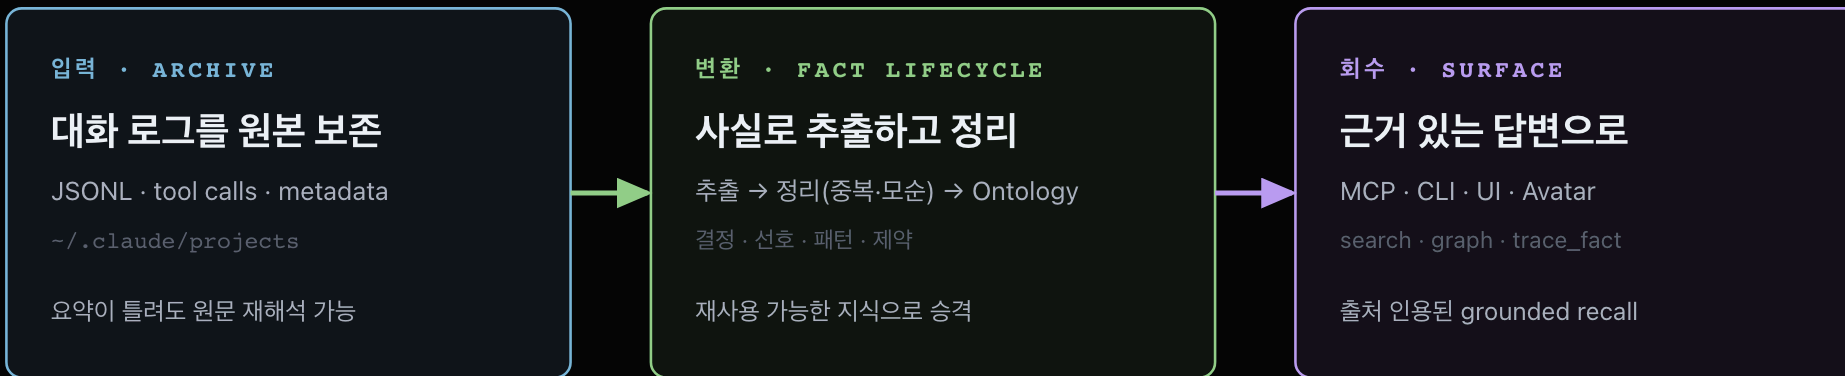 입력 · ARCHIVE
대화 로그를 원본 보존
JSONL · tool calls · metadata
~/.claude/projects
요약이 틀려도 원문 재해석 가능
변환 · FACT LIFECYCLE
사실로 추출하고 정리
추출 → 정리(중복·모순) → Ontology
결정 · 선호 · 패턴 · 제약
재사용 가능한 지식으로 승격
회수 · SURFACE
근거 있는 답변으로
MCP · CLI · UI · Avatar
search · graph · trace_fact
출처 인용된 grounded recall